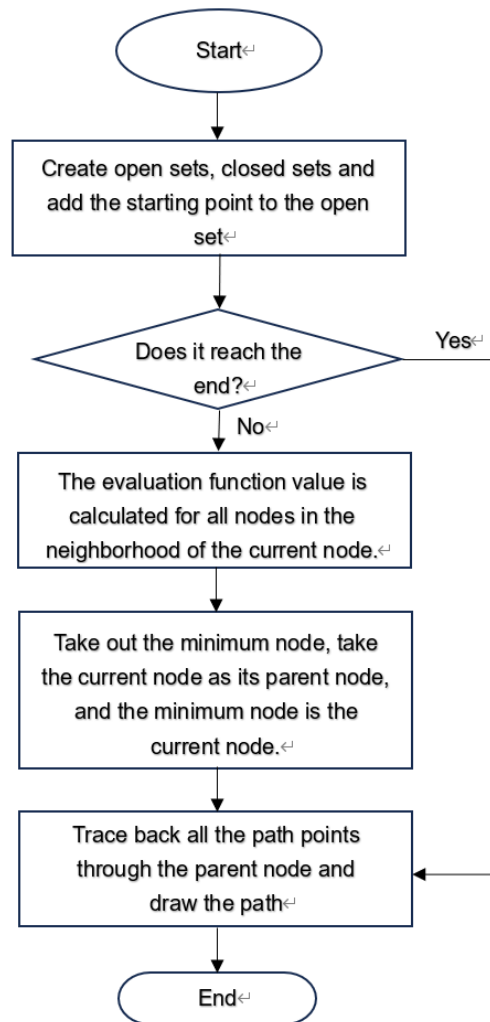 Start↵
Create open sets, closed sets and
add the starting point to the open
set↵
Does it reach the
end?↵
Yes↵
No↵
The evaluation function value is
calculated for all nodes in the
neighborhood of the current node.↵
Take out the minimum node, take
the current node as its parent node,
and the minimum node is the
current node.↵
Trace back all the path points
through the parent node and
draw the path↵
End↵